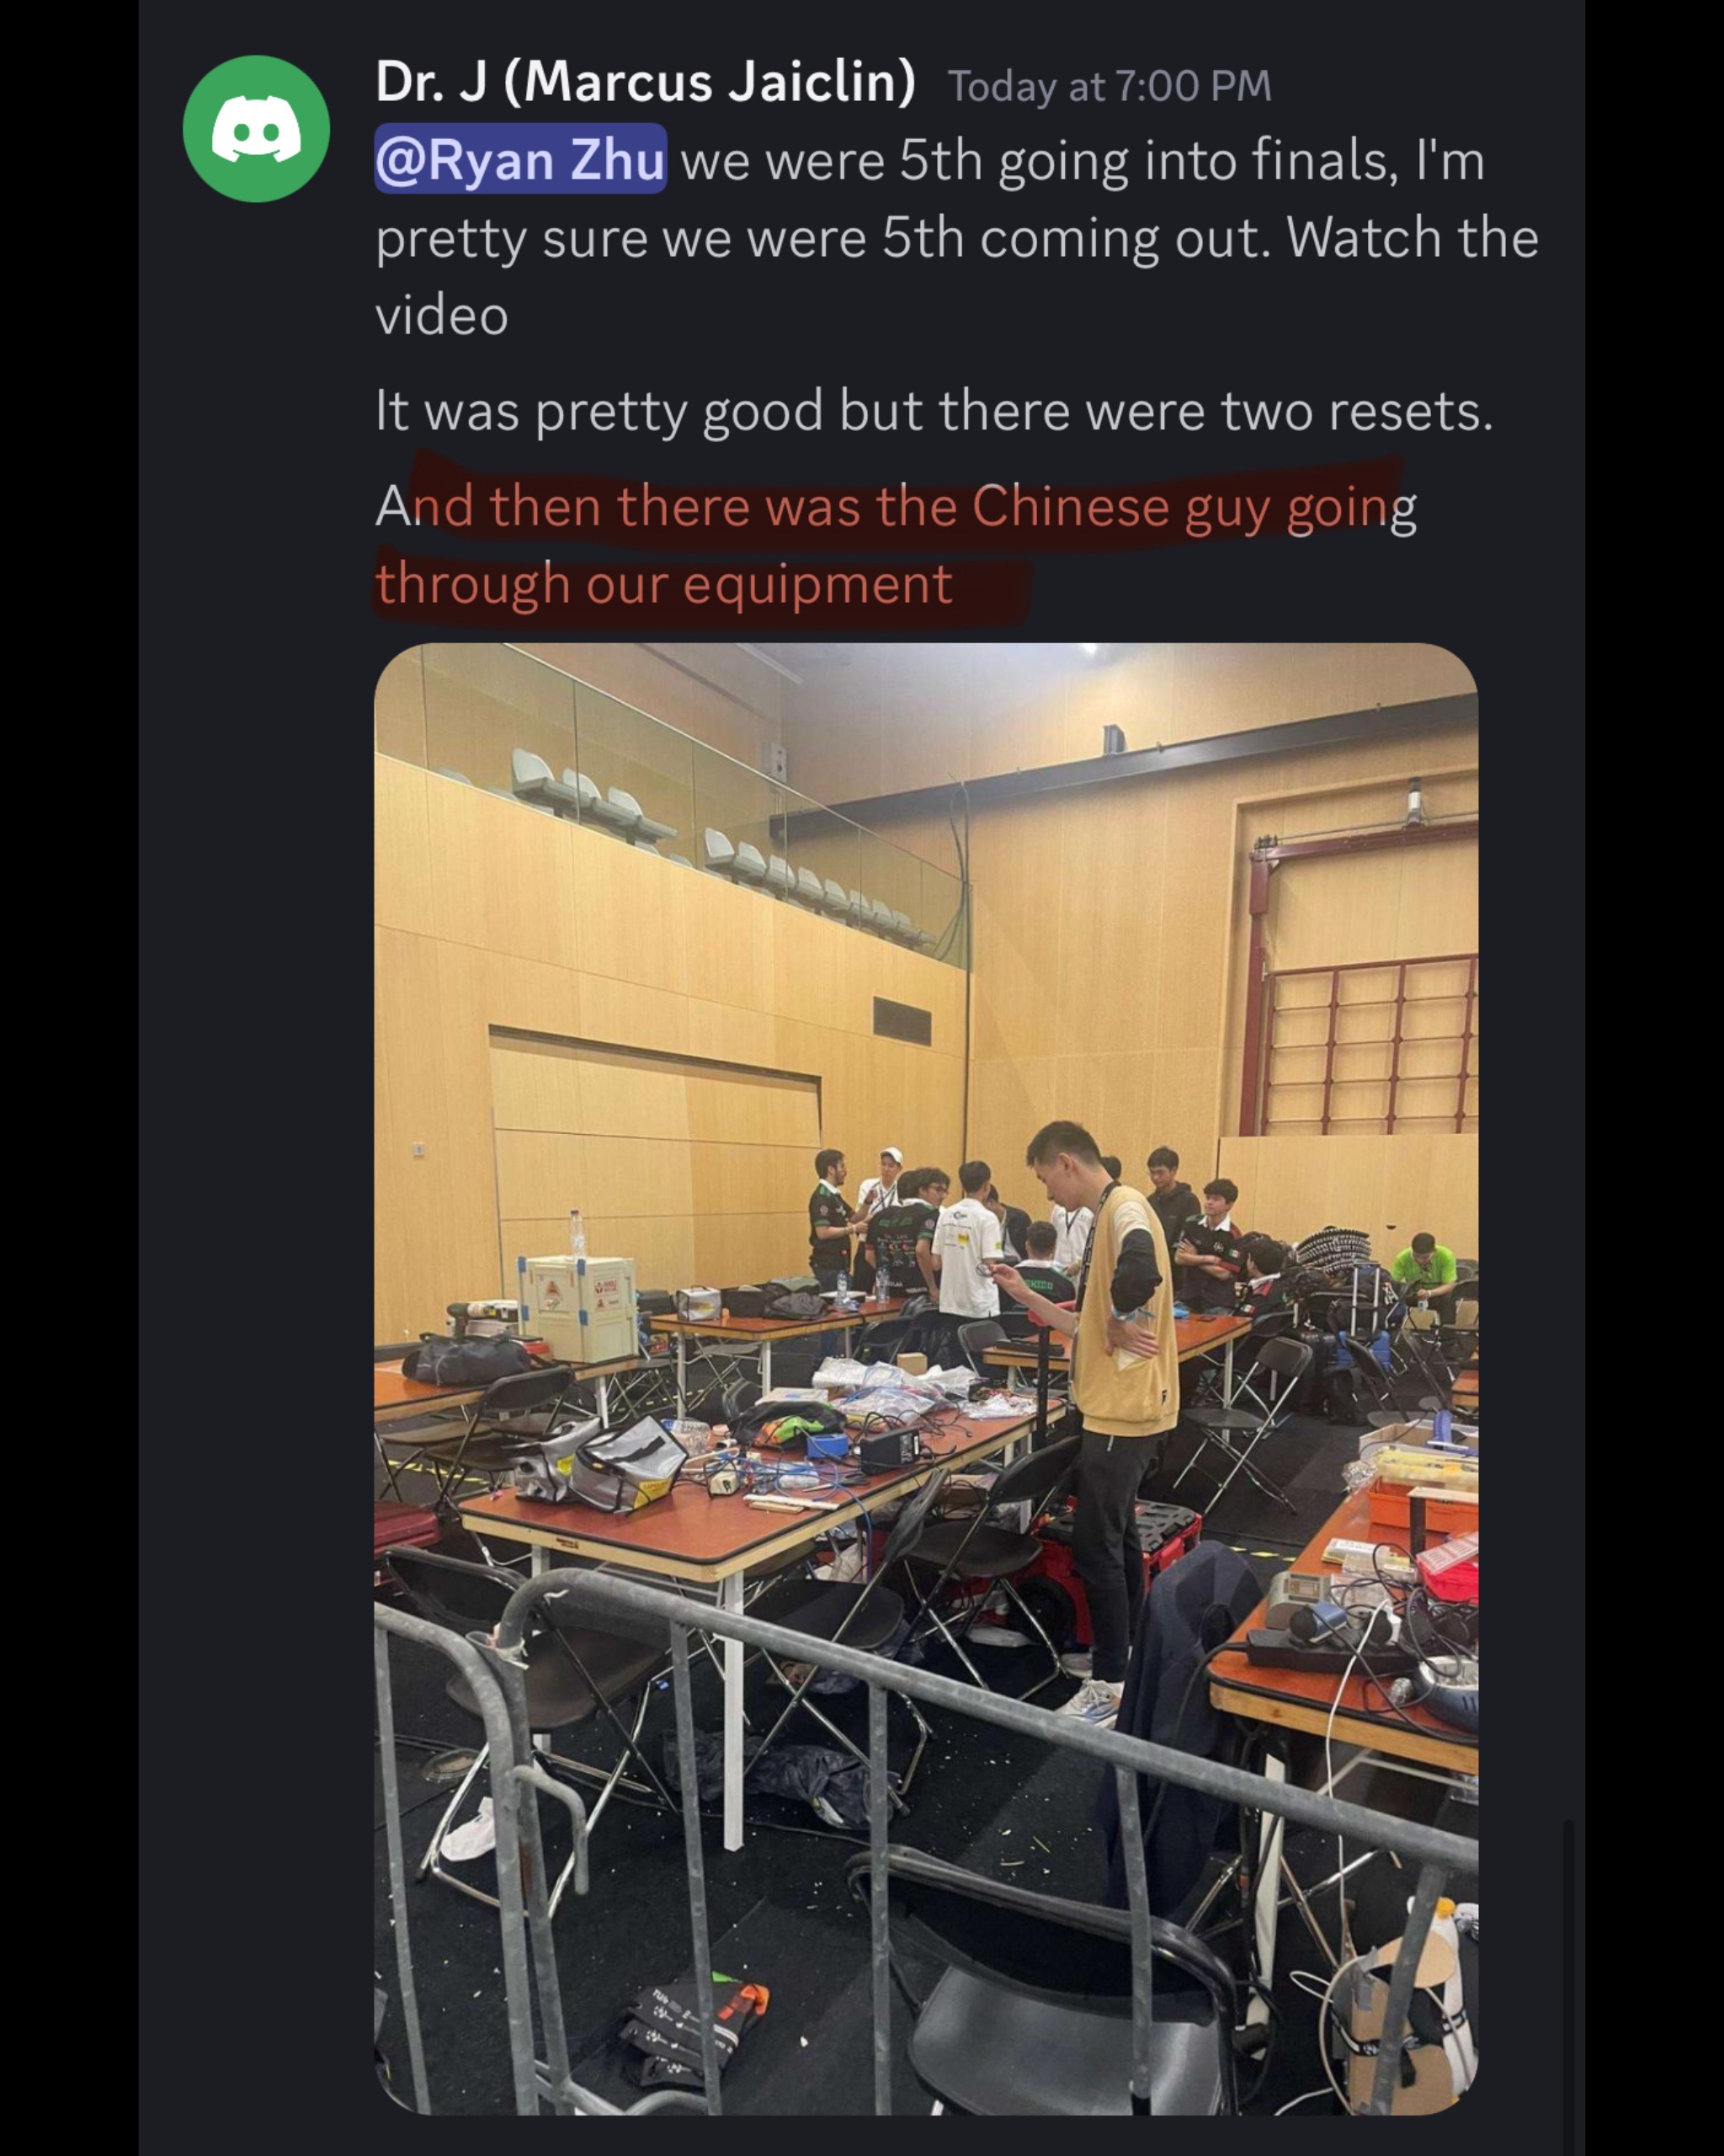 Dr. J (Marcus Jaiclin) Today at 7:00 PM
@Ryan Zhu we were 5th going into finals, I'm
pretty sure we were 5th coming out. Watch the
video
It was pretty good but there were two resets.
And then there was the Chinese guy going
through our equipment